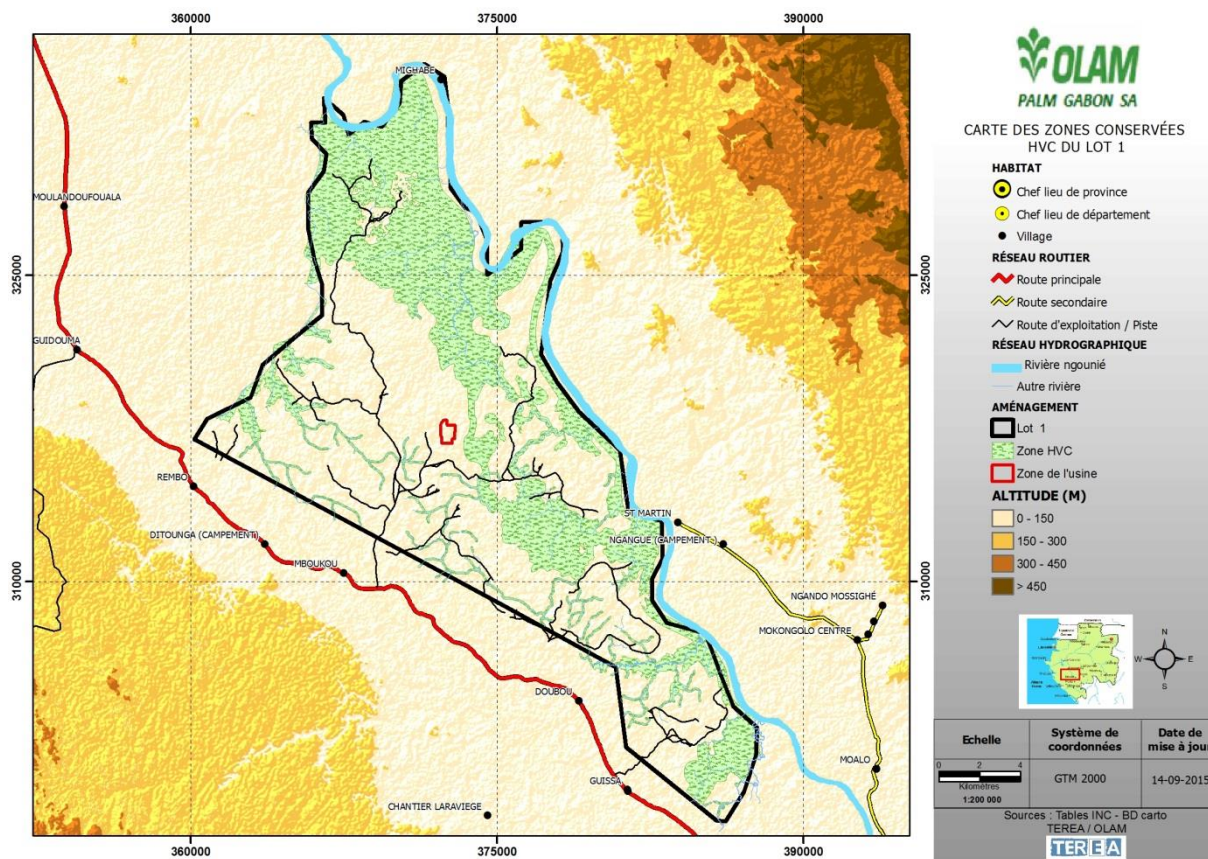 360000
375000
390000
MIGHABE
MOULANDOUFOUALA
325000
325000
GUIDOUMA
REMBO
ST MARTIN
DITOUNGA (CAMPEMENT)
NGANGUE (CAMPEMENT)
MBOUKOU
310000
310000
NGANDO MOSSIGHÉ
MOKONGOLO CENTRE
DOUBOU
MOALO
GUISSA
CHANTIER LARAVIEGE
360000
375000
390000
OLAM
PALM GABON SA
CARTE DES ZONES CONSERVÉES
HVC DU LOT 1
HABITAT
Chef lieu de province
Chef lieu de département
Village
RÉSEAU ROUTIER
Route principale
Route secondaire
Route d'exploitation / Piste
RÉSEAU HYDROGRAPHIQUE
Rivière ngounié
Autre rivière
AMÉNAGEMENT
Lot 1
Zone HVC
Zone de l'usine
ALTITUDE (M)
0 - 150
150 - 300
300 - 450
> 450
N
W
E
S
Echelle
Système de
coordonnées
Date de
mise à jour
0 2 4
Kilomètres
1:200 000
GTM 2000
14-09-2015
Sources : Tables INC - BD carto
TEREA / OLAM
TEREA